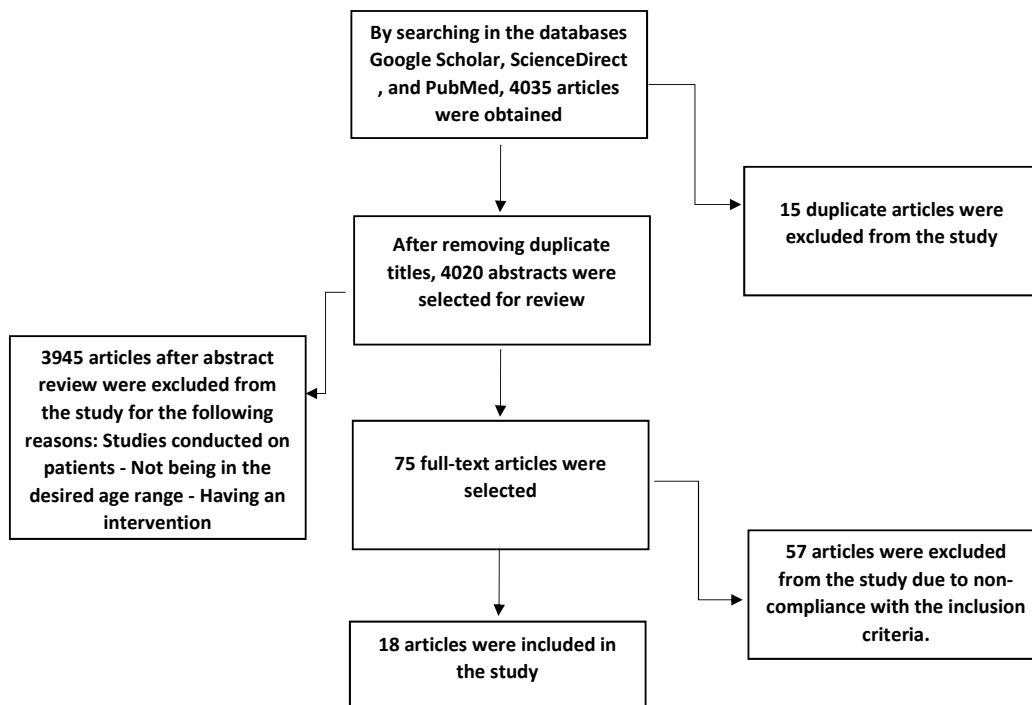 By searching in the databases
Google Scholar, ScienceDirect
, and PubMed, 4035 articles
were obtained
15 duplicate articles were
excluded from the study
After removing duplicate
titles, 4020 abstracts were
selected for review
3945 articles after abstract
review were excluded from
the study for the following
reasons: Studies conducted on
patients - Not being in the
desired age range - Having an
intervention
75 full-text articles were
selected
57 articles were excluded
from the study due to non-
compliance with the inclusion
criteria.
18 articles were included in
the study